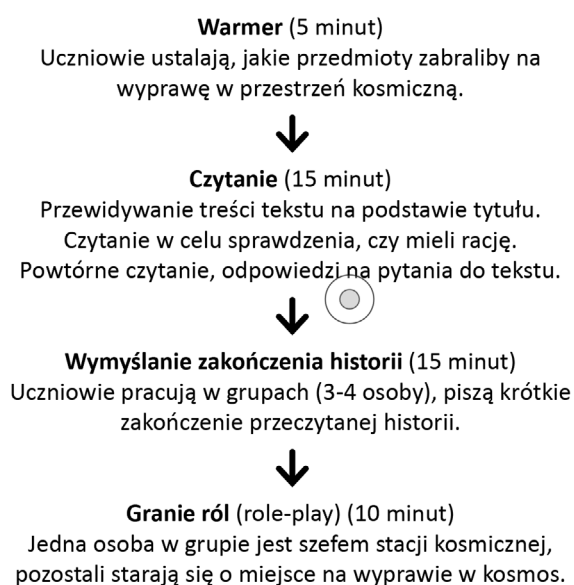 Warmer (5 minut)
Uczniowie ustalają, jakie przedmioty zabraliby na
wyprawę w przestrzeń kosmiczną.
Czytanie (15 minut)
Przewidywanie treści tekstu na podstawie tytułu.
Czytanie w celu sprawdzenia, czy mieli rację.
Powtórne czytanie, odpowiedzi na pytania do tekstu.
Wymyślanie zakończenia historii (15 minut)
Uczniowie pracują w grupach (3-4 osoby), piszą krótkie
zakończenie przeczytanej historii.
Granie ról (role-play) (10 minut)
Jedna osoba w grupie jest szefem stacji kosmicznej,
pozostali starają się o miejsce na wyprawie w kosmos.